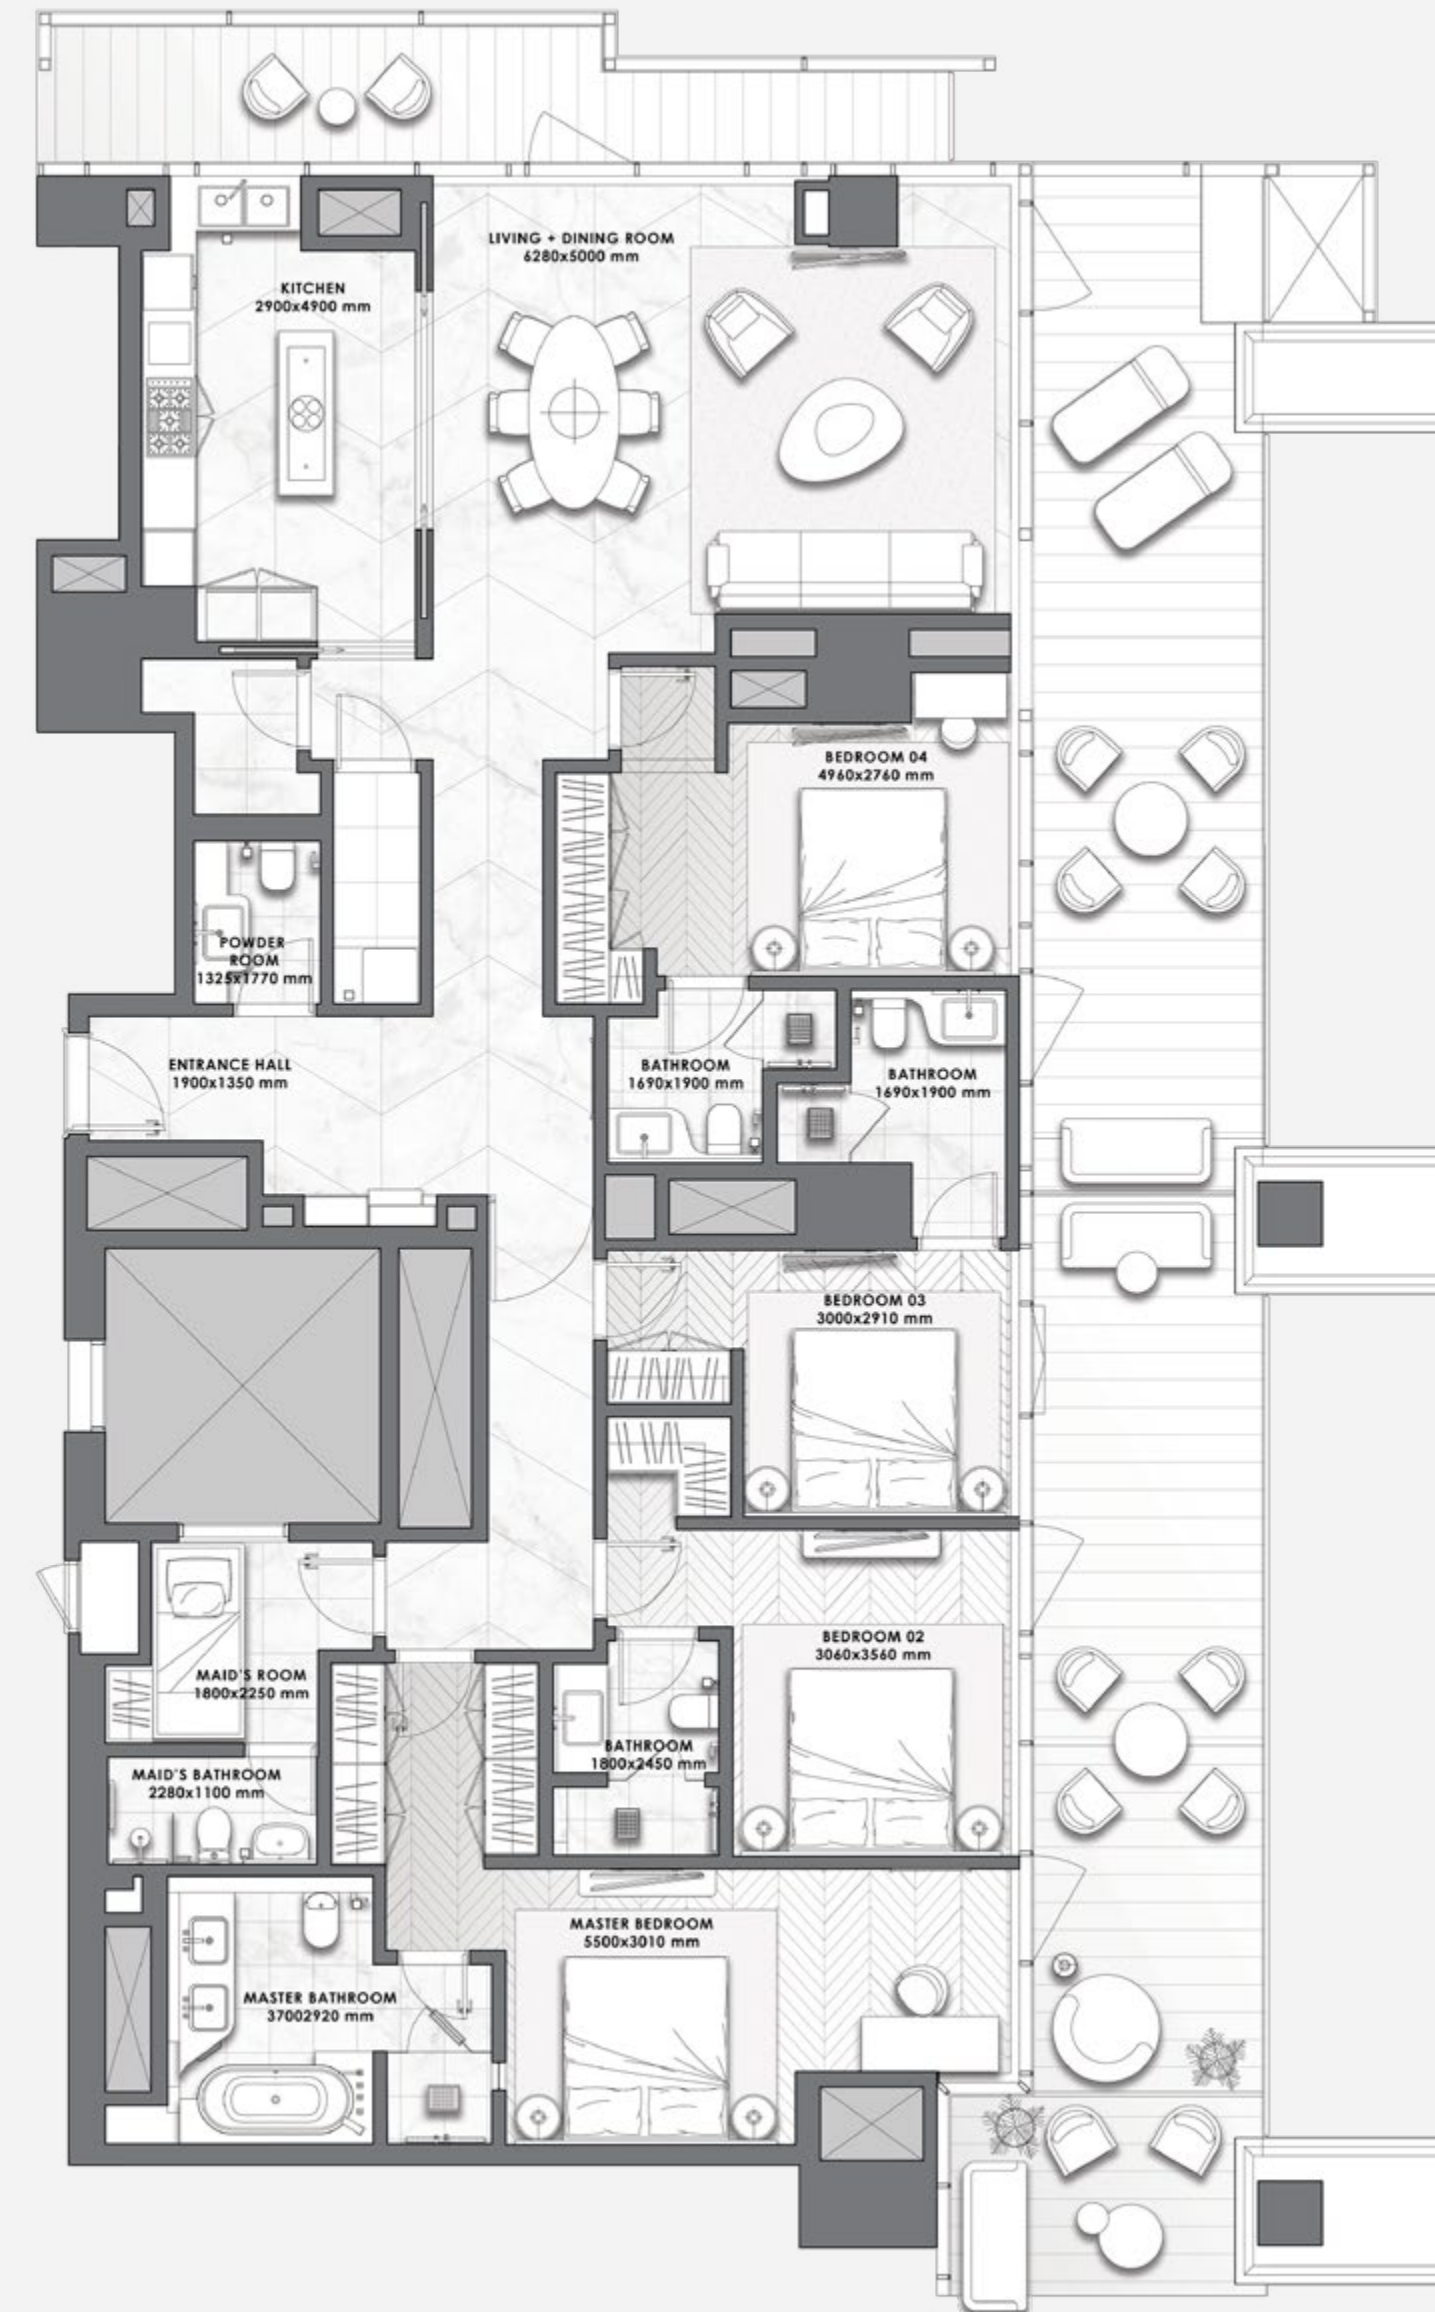 LIVING + DINING ROOM
6280x5000 mm
KITCHEN
2900x4900 mm
BEDROOM 04
4960x2760 mm
POWDER
ROOM
1325x1770 mm
ENTRANCE HALL
1900x1350 mm
BATHROOM
1690x1900 mm
BATHROOM
1690x1900 mm
BEDROOM 03
3000x2910 mm
BEDROOM 02
3060x3560 mm
MAID'S ROOM
1800x2250 mm
BATHROOM
1800x2450 mm
MAID'S BATHROOM
2280x1100 mm
MASTER BEDROOM
5500x3010 mm
MASTER BATHROOM
37002920 mm